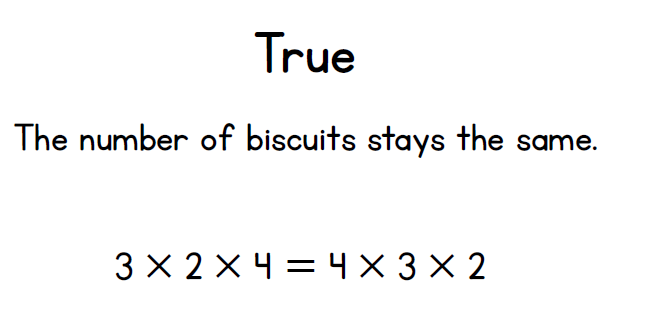 True
The number of biscuits stays the same.
3 × 2 × 4 = 4 × 3 × 2